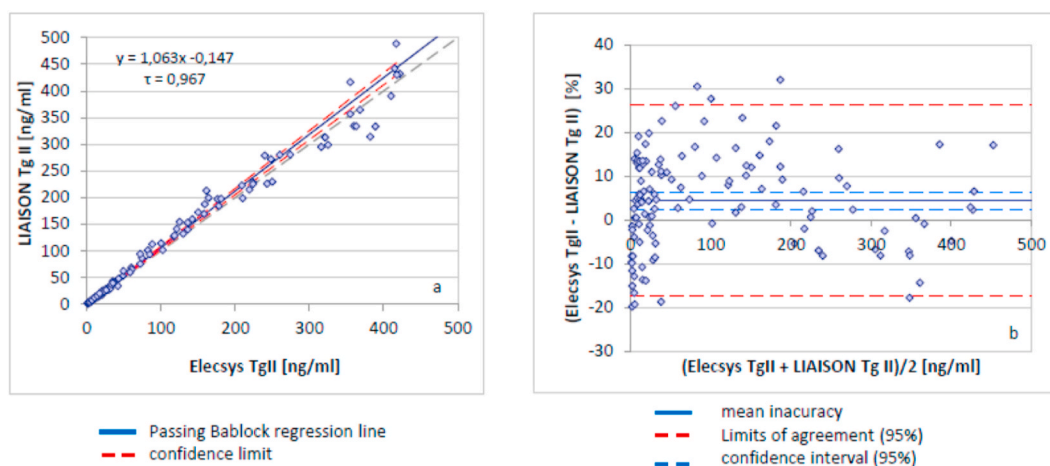 500
450
400
350
300
250
200
150
100
50
0
LIAISON Tg II [ng/ml]
y = 1,063x -0,147
τ = 0,967
a
0 100 200 300 400 500
Elecsys TgII [ng/ml]
Passing Bablock regression line
confidence limit
40
30
20
10
0
-10
-20
-30
(Elecsys TgII - LIAISON Tg II) [%]
0 100 200 300 400 500
b
(Elecsys TgII + LIAISON Tg II)/2 [ng/ml]
mean inacuracy
Limits of agreement (95%)
confidence interval (95%)